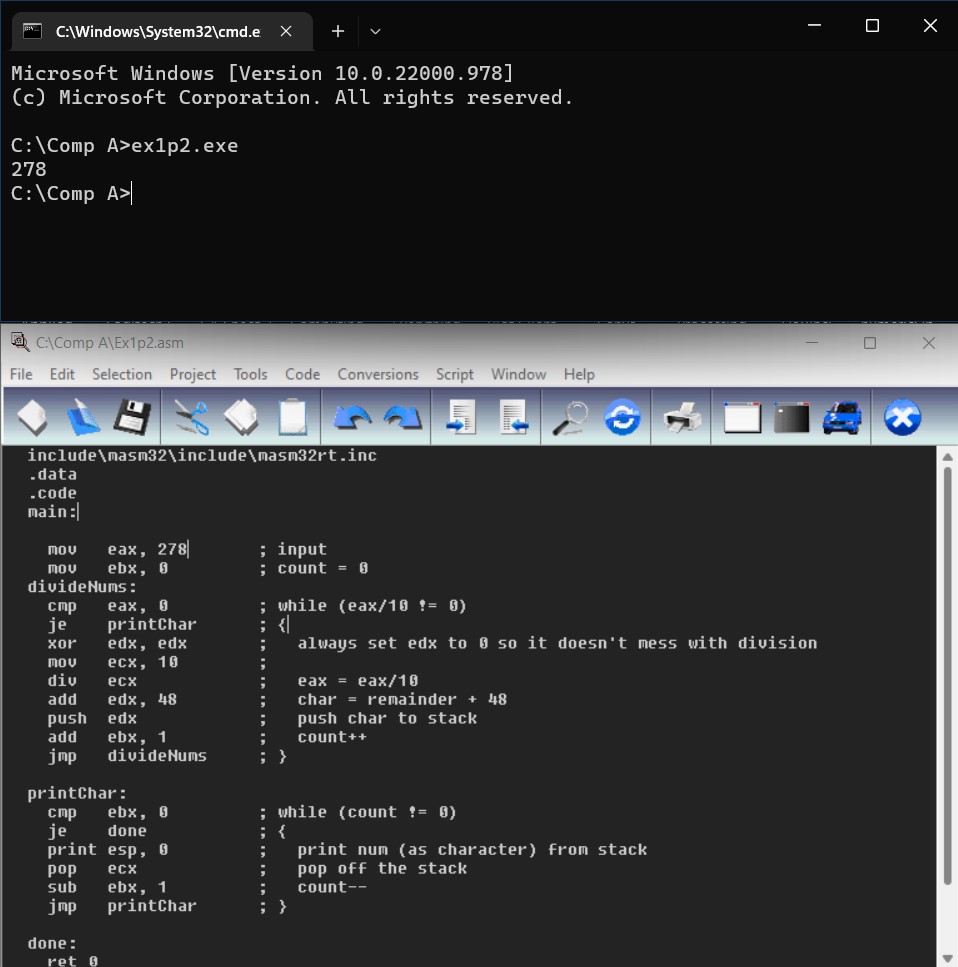 C:\Windows\System32\cmd.e
Microsoft Windows [Version 10.0.22000.978]
(c) Microsoft Corporation. All rights reserved.
C:\Comp A>ex1p2.exe
278
C:\Comp A>
C:\Comp A\Ex1p2.asm
File Edit Selection Project Tools Code Conversions Script Window Help
include\masm32\include\masm32rt.inc
.data
.code
main:
mov eax, 278 ; input
mov ebx, 0 ; count = 0
divideNums:
cmp eax, 0 ; while (eax/10 != 0)
je printChar ; {
xor edx, edx ; always set edx to 0 so it doesn't mess with division
mov ecx, 10 ;
div ecx ; eax = eax/10
add edx, 48 ; char = remainder + 48
push edx ; push char to stack
add ebx, 1 ; count++
jmp divideNums ; }
printChar:
cmp ebx, 0 ; while (count != 0)
je done ; {
print esp, 0 ; print num (as character) from stack
pop ecx ; pop off the stack
sub ebx, 1 ; count--
jmp printChar ; }
done:
ret 0